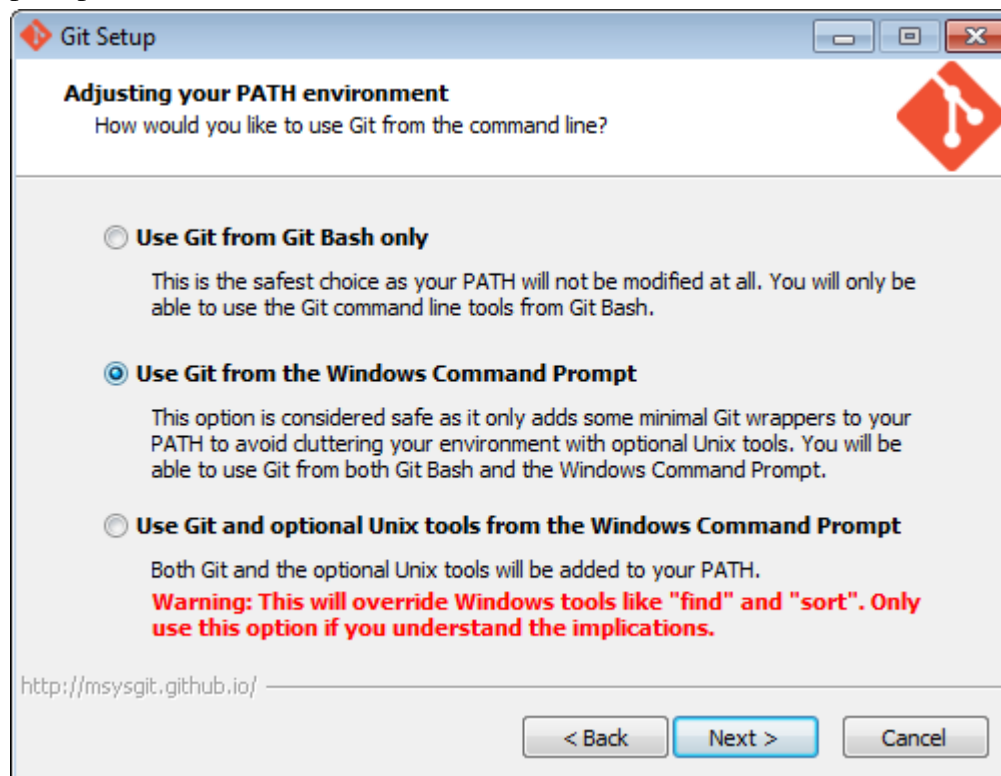 Git Setup
Adjusting your PATH environment
How would you like to use Git from the command line?
Use Git from Git Bash only
This is the safest choice as your PATH will not be modified at all. You will only be
able to use the Git command line tools from Git Bash.
Use Git from the Windows Command Prompt
This option is considered safe as it only adds some minimal Git wrappers to your
PATH to avoid cluttering your environment with optional Unix tools. You will be
able to use Git from both Git Bash and the Windows Command Prompt.
Use Git and optional Unix tools from the Windows Command Prompt
Both Git and the optional Unix tools will be added to your PATH.
Warning: This will override Windows tools like "find" and "sort". Only
use this option if you understand the implications.
http://msysgit.github.io/
< Back
Next >
Cancel